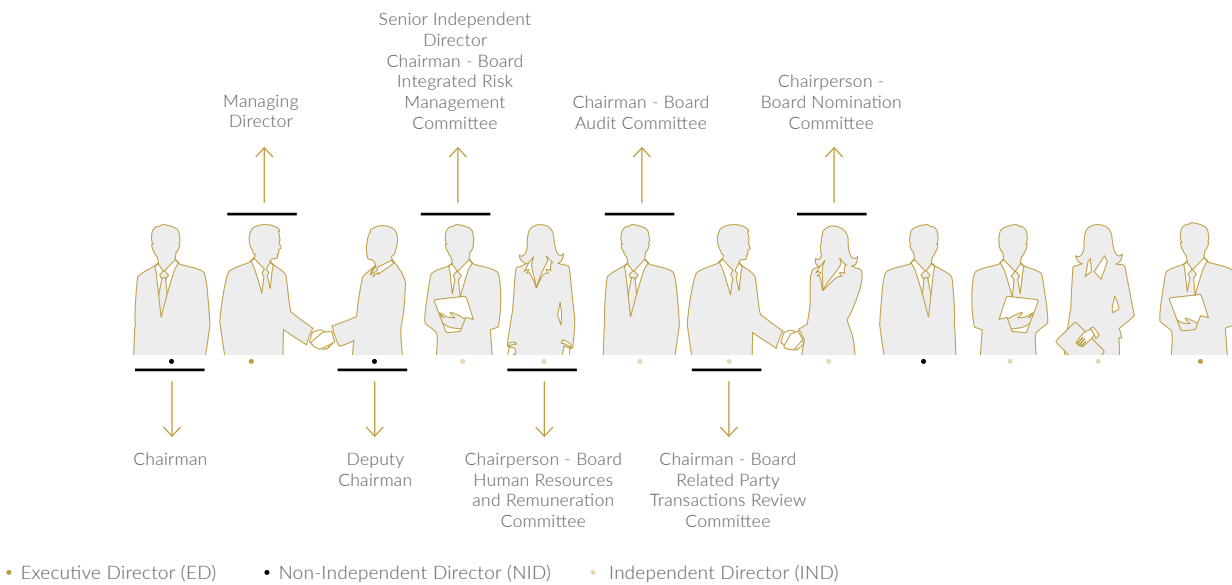 Senior Independent
Director
Chairman - Board
Integrated Risk
Management
Committee
Managing
Director
Chairman - Board
Audit Committee
Chairperson -
Board Nomination
Committee
Chairman
Deputy
Chairman
Chairperson - Board
Human Resources
and Remuneration
Committee
Chairman - Board
Related Party
Transactions Review
Committee
Executive Director (ED)
Non-Independent Director (NID)
Independent Director (IND)